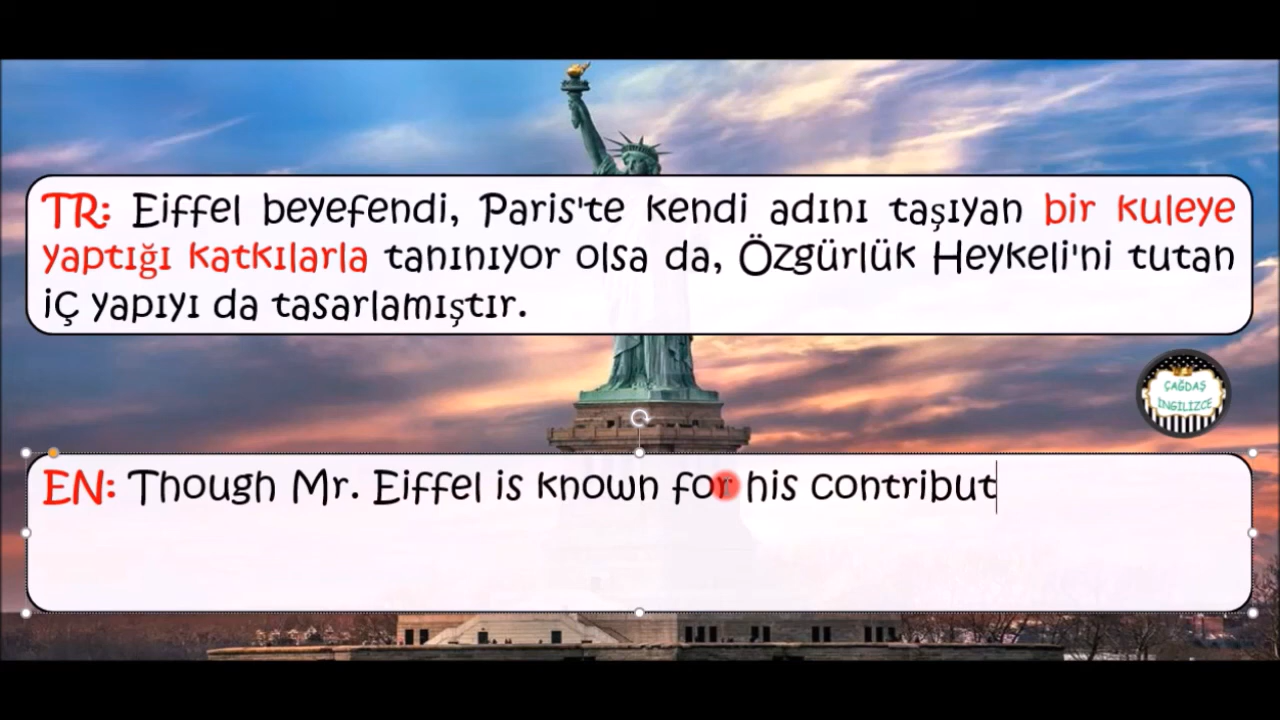 TR: Eiffel beyefendi, Paris'te kendi adını taşıyan bir kuleye
yaptığı katkılarla tanınıyor olsa da, Özgürlük Heykeli'ni tutan
iç yapıyı da tasarlamıştır.
ÇAĞDAŞ
İNGİLİZCE
EN: Though Mr. Eiffel is known for his contribut